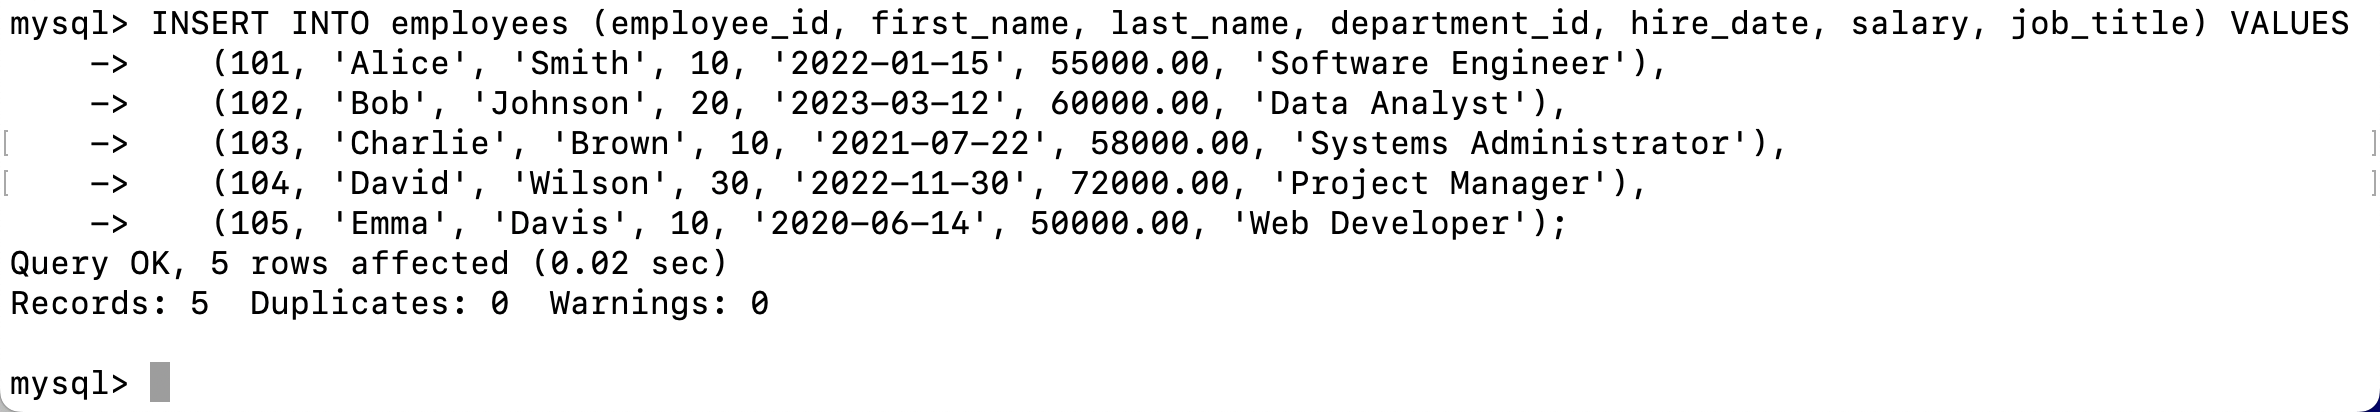 mysql> INSERT INTO employees (employee_id, first_name, last_name, department_id, hire_date, salary, job_title) VALUES
    ->    (101, 'Alice', 'Smith', 10, '2022-01-15', 55000.00, 'Software Engineer'),
    ->    (102, 'Bob', 'Johnson', 20, '2023-03-12', 60000.00, 'Data Analyst'),
[    ->    (103, 'Charlie', 'Brown', 10, '2021-07-22', 58000.00, 'Systems Administrator'), ]
[    ->    (104, 'David', 'Wilson', 30, '2022-11-30', 72000.00, 'Project Manager'), ]
    ->    (105, 'Emma', 'Davis', 10, '2020-06-14', 50000.00, 'Web Developer');
Query OK, 5 rows affected (0.02 sec)
Records: 5  Duplicates: 0  Warnings: 0
mysql>